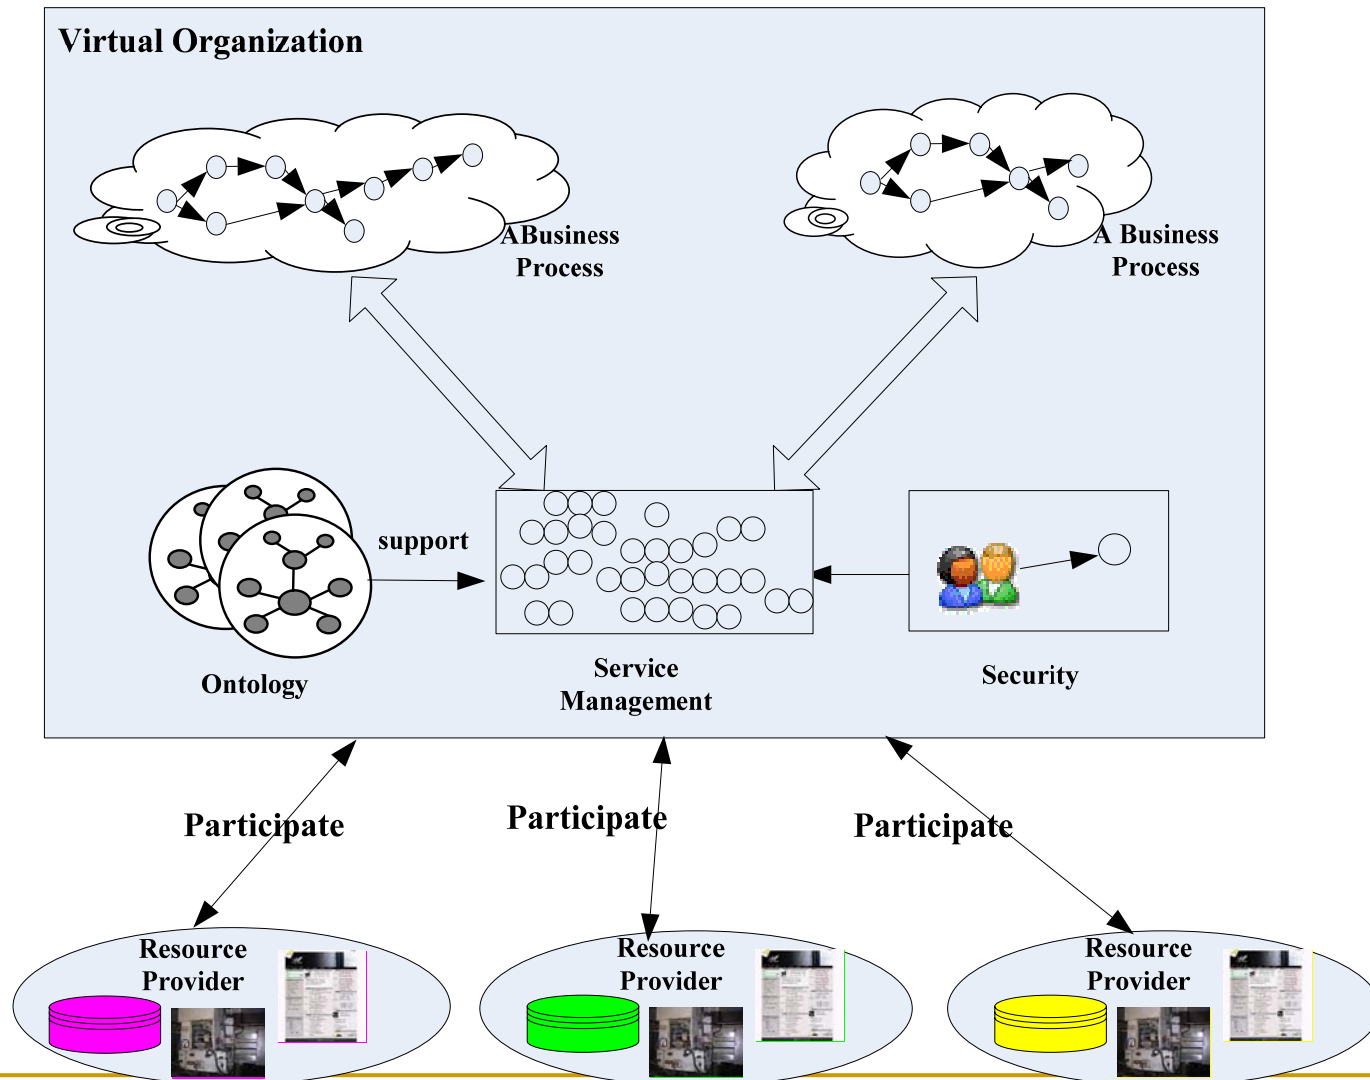 Virtual Organization
ABusiness
Process
A Business
Process
support
Ontology
Service
Management
Security
Participate
Participate
Participate
Resource
Provider
Resource
Provider
Resource
Provider